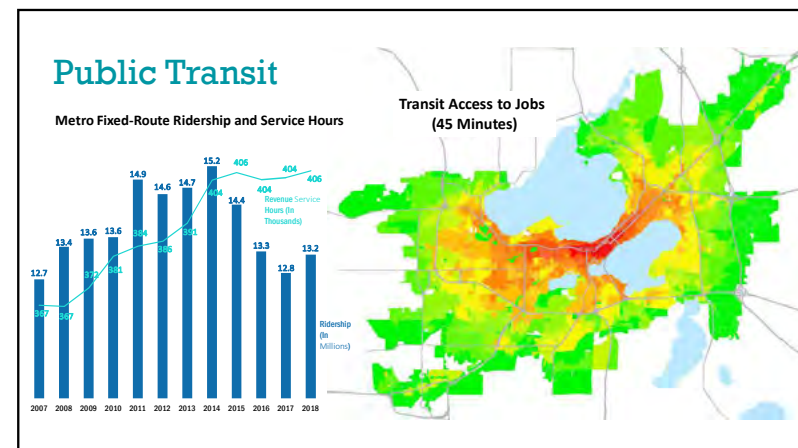 Public Transit
Metro Fixed-Route Ridership and Service Hours
15.2
14.9
14.7
14.6
14.4
13.6
13.6
13.4
13.3
13.2
12.8
12.7
406
404
404
404
406
391
386
384
381
372
367
367
Revenue Service
Hours (In
Thousands)
Ridership
(In
Millions)
2007 2008 2009 2010 2011 2012 2013 2014 2015 2016 2017 2018
Transit Access to Jobs
(45 Minutes)